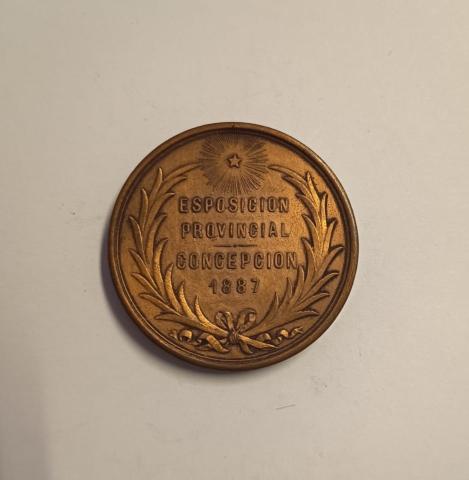 ESPOSICION
PROVINCIAL
CONCEPCION
1887